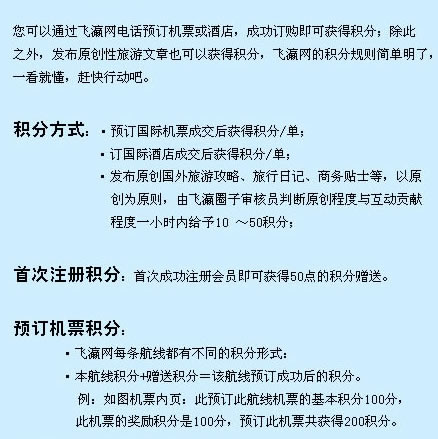 您可以通过飞瀛网电话预订机票或酒店，成功订购即可获得积分；除此
之外，发布原创性旅游文章也可以获得积分，飞瀛网的积分规则简单明了，
一看就懂，赶快行动吧。
积分方式：·预订国际机票成交后获得积分/单；
·订国际酒店成交后获得积分/单；
·发布原创国外旅游攻略、旅行日记、商务贴士等，以原
创为原则，由飞瀛圈子审核员判断原创程度与互动贡献
程度一小时内给予10 ～50积分；
首次注册积分：首次成功注册会员即可获得50点的积分赠送。
预订机票积分：
·飞瀛网每条航线都有不同的积分形式：
·本航线积分+赠送积分＝该航线预订成功后的积分。
例：如图机票内页：此预订此航线机票的基本积分100分，
此机票的奖励积分是100分，预订此机票共获得200积分。